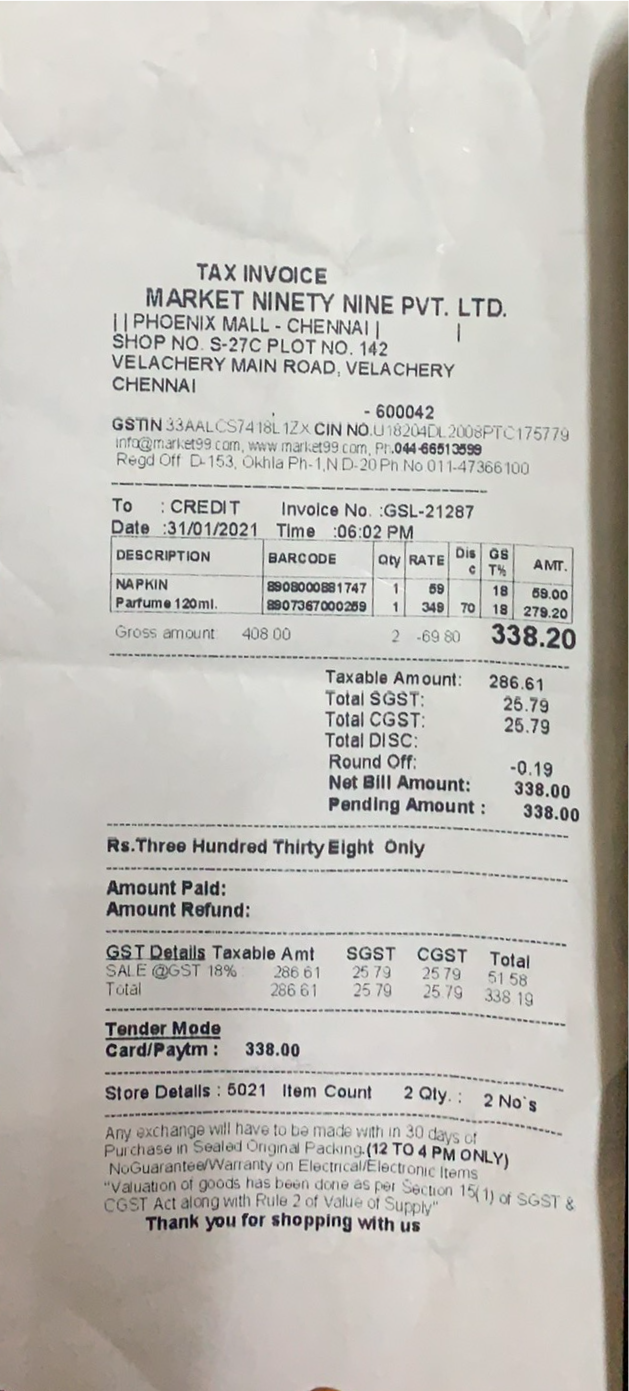 TAX INVOICE
MARKET NINETY NINE PVT. LTD.
||PHOENIX MALL - CHENNAI| |
SHOP NO. S-27C PLOT NO. 142
VELACHERY MAIN ROAD, VELACHERY
CHENNAI
- 600042
GSTIN 33AALCS7418L1ZX CIN NO.U18204DL2008PTC175779
info@market99.com, www.market99.com, Ph.044-66513599
Regd Off D-153, Okhla Ph-1,N D-20 Ph No 011-47366100
To : CREDIT Invoice No. :GSL-21287
Date :31/01/2021 Time :06:02 PM
DESCRIPTION BARCODE Qty RATE Disc GST% AMT.
NAPKIN 8908000881747 1 59 18 59.00
Parfume 120ml. 8907367000259 1 349 70 18 279.20
Gross amount 408.00 2 -69.80 338.20
Taxable Amount: 286.61
Total SGST: 25.79
Total CGST: 25.79
Total DISC:
Round Off: -0.19
Net Bill Amount: 338.00
Pending Amount : 338.00
Rs.Three Hundred Thirty Eight Only
Amount Paid:
Amount Refund:
GST Details Taxable Amt SGST CGST Total
SALE @GST 18% 286.61 25.79 25.79 51.58
Total 286.61 25.79 25.79 338.19
Tender Mode
Card/Paytm : 338.00
Store Details : 5021 Item Count 2 Qty. : 2 No's
Any exchange will have to be made with in 30 days of
Purchase in Sealed Original Packing.(12 TO 4 PM ONLY)
NoGuarantee/Warranty on Electrical/Electronic Items
"Valuation of goods has been done as per Section 15(1) of SGST &
CGST Act along with Rule 2 of Value of Supply"
Thank you for shopping with us